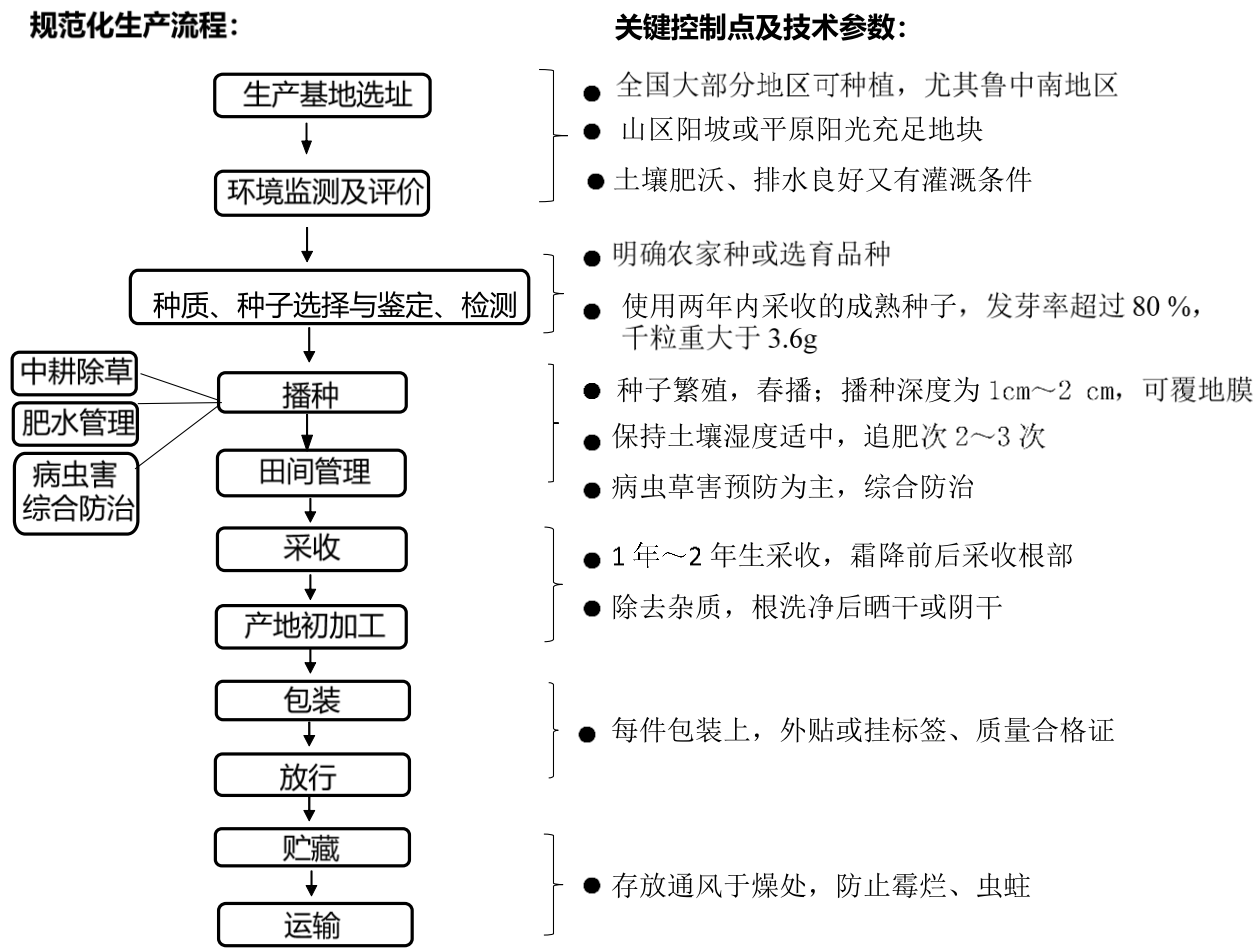 规范化生产流程：
关键控制点及技术参数：
生产基地选址
环境监测及评价
种质、种子选择与鉴定、检测
中耕除草
肥水管理
病虫害
综合防治
播种
田间管理
采收
产地初加工
包装
放行
贮藏
运输
● 全国大部分地区可种植，尤其鲁中南地区
● 山区阳坡或平原阳光充足地块
● 土壤肥沃、排水良好又有灌溉条件
● 明确农家种或选育品种
● 使用两年内采收的成熟种子，发芽率超过 80 %，
千粒重大于 3.6g
● 种子繁殖，春播；播种深度为 1cm～2 cm，可覆地膜
● 保持土壤湿度适中，追肥次 2～3 次
● 病虫草害预防为主，综合防治
● 1 年～2 年生采收，霜降前后采收根部
● 除去杂质，根洗净后晒干或阴干
● 每件包装上，外贴或挂标签、质量合格证
● 存放通风于燥处，防止霉烂、虫蛀